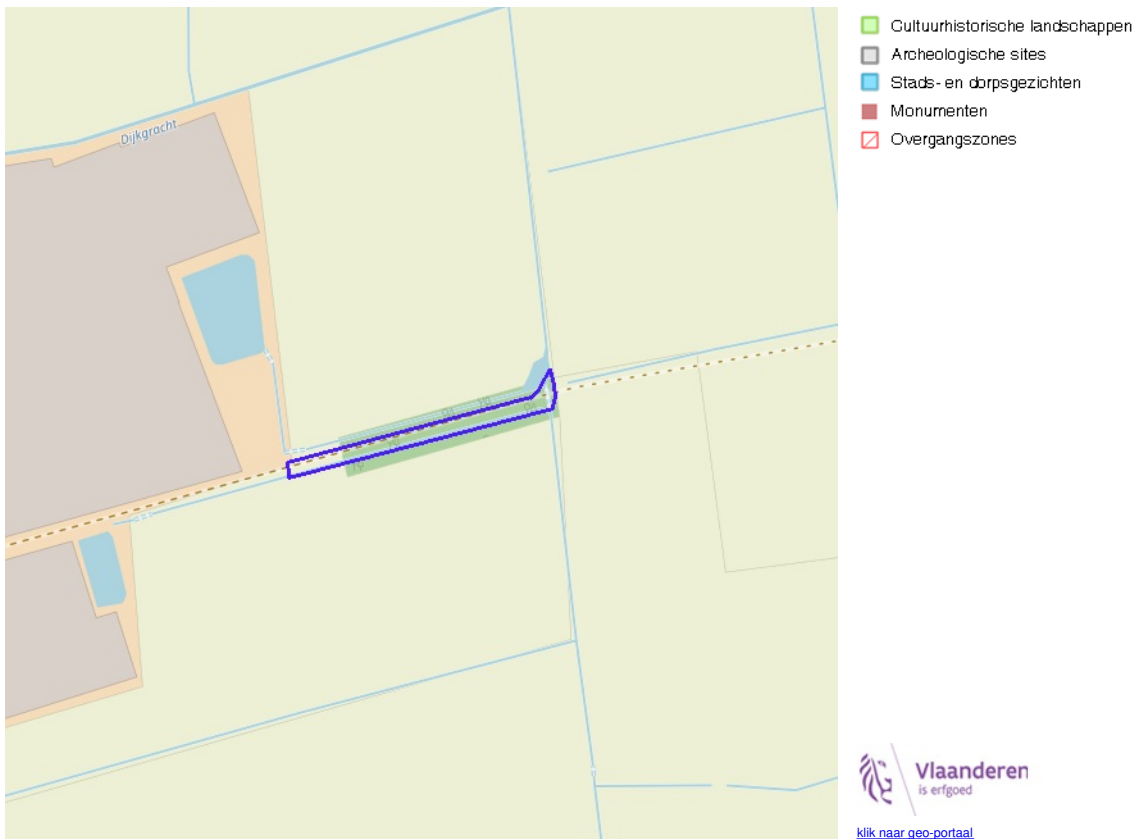 Dijkgracht
Cultuurhistorische landschappen
Archeologische sites
Stads- en dorpsgezichten
Monumenten
Overgangszones
Vlaanderen
is erfgoed
klik naar geo-portaal